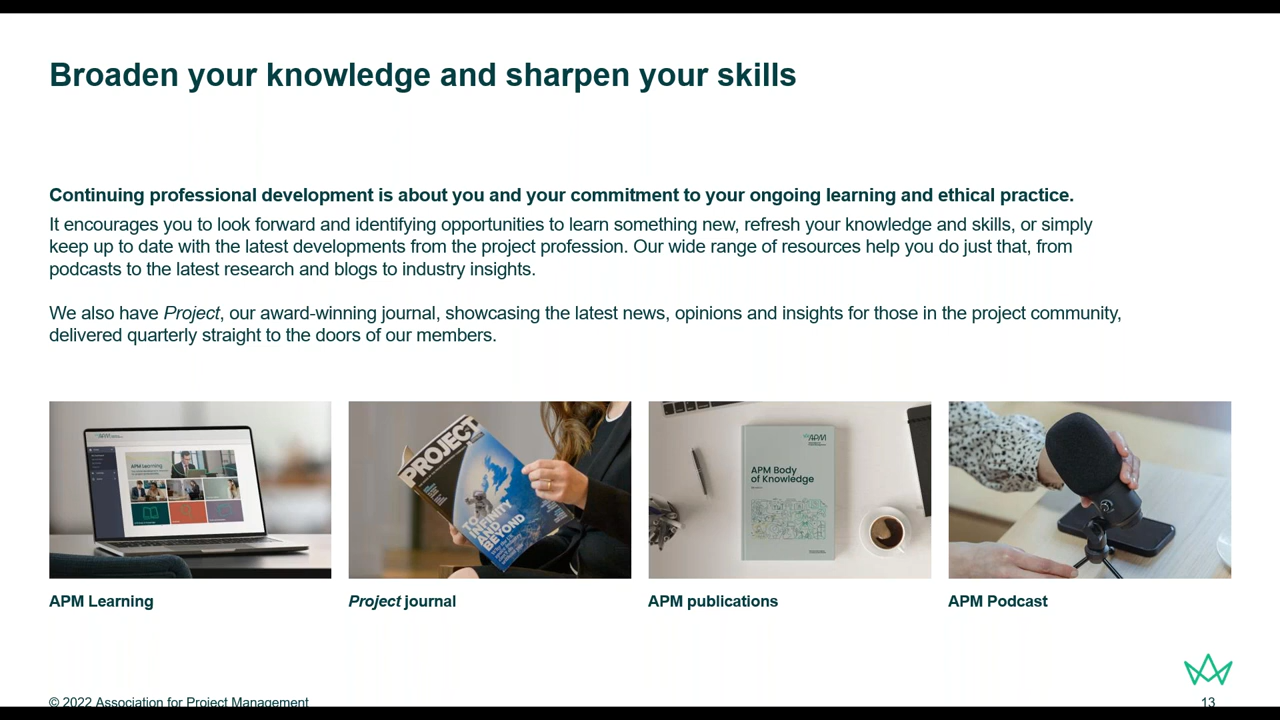 Broaden your knowledge and sharpen your skills
Continuing professional development is about you and your commitment to your ongoing learning and ethical practice.
It encourages you to look forward and identifying opportunities to learn something new, refresh your knowledge and skills, or simply
keep up to date with the latest developments from the project profession. Our wide range of resources help you do just that, from
podcasts to the latest research and blogs to industry insights.
We also have Project, our award-winning journal, showcasing the latest news, opinions and insights for those in the project community,
delivered quarterly straight to the doors of our members.
APM Learning
PROJECT
TO
INFINITY
AND
BEYOND
APM
APM Body
of Knowledge
APM Learning
Project journal
APM publications
APM Podcast
© 2022 Association for Project Management
13